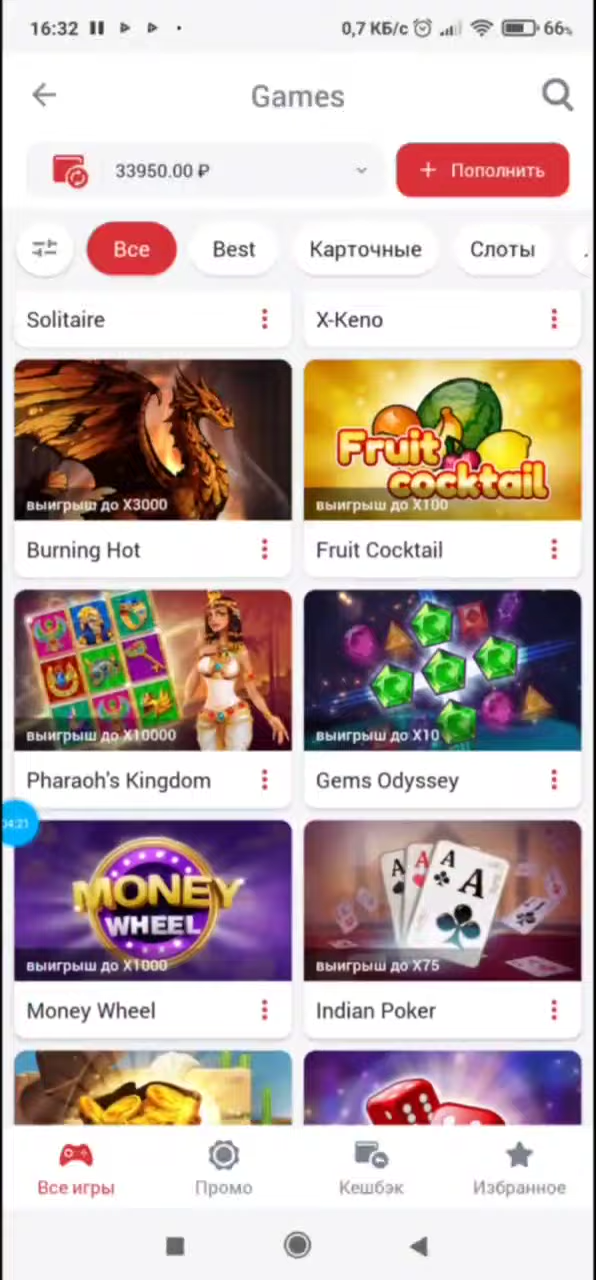 16:32
0,7 КБ/с
66%
Games
33950.00 ₽
+ Пополнить
Все
Best
Карточные
Слоты
Solitaire
X-Keno
выигрыш до X3000
Fruit cocktail
выигрыш до X100
Burning Hot
Fruit Cocktail
выигрыш до X10000
выигрыш до X10
Pharaoh's Kingdom
Gems Odyssey
04:21
MONEY
WHEEL
A
A
A
A
выигрыш до X1000
выигрыш до X75
Money Wheel
Indian Poker
Все игры
Промо
Кешбэк
Избранное